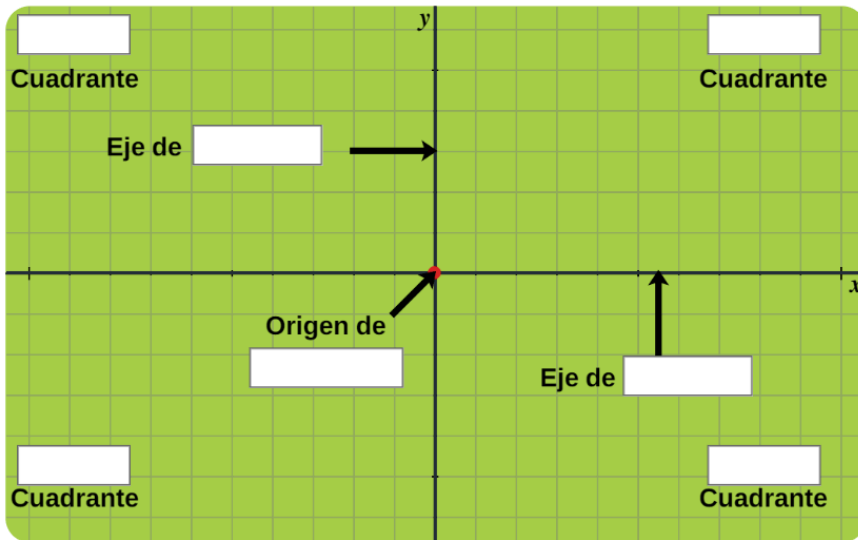 y
Cuadrante
Cuadrante
Eje de
x
Origen de
Eje de
Cuadrante
Cuadrante